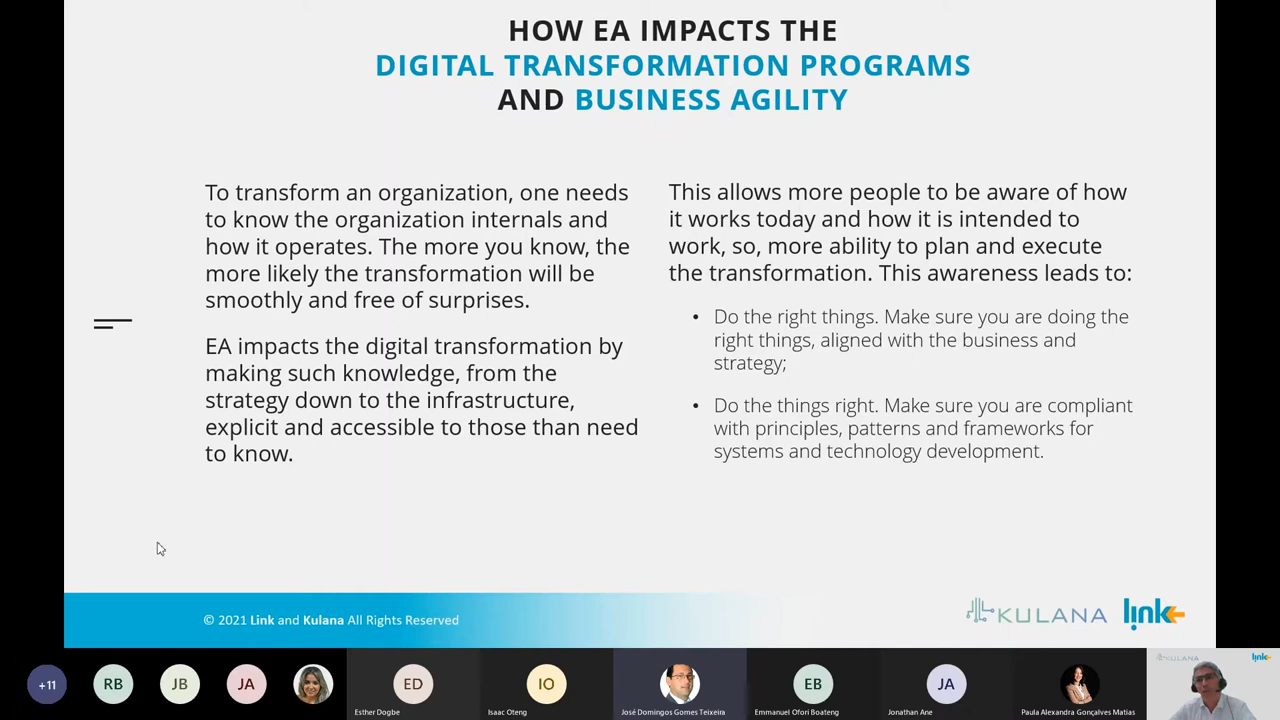 HOW EA IMPACTS THE
DIGITAL TRANSFORMATION PROGRAMS
AND BUSINESS AGILITY
To transform an organization, one needs
to know the organization internals and
how it operates. The more you know, the
more likely the transformation will be
smoothly and free of surprises.
EA impacts the digital transformation by
making such knowledge, from the
strategy down to the infrastructure,
explicit and accessible to those than need
to know.
This allows more people to be aware of how
it works today and how it is intended to
work, so, more ability to plan and execute
the transformation. This awareness leads to:
• Do the right things. Make sure you are doing the
right things, aligned with the business and
strategy;
• Do the things right. Make sure you are compliant
with principles, patterns and frameworks for
systems and technology development.
© 2021 Link and Kulana All Rights Reserved
KULANA
link
+11
RB
JB
JA
ED
Esther Dogbe
IO
Isaac Oteng
José Domingos Gomes Teixeira
EB
Emmanuel Ofori Boateng
JA
Jonathan Ane
Paula Alexandra Gonçalves Matias
KULANA
link